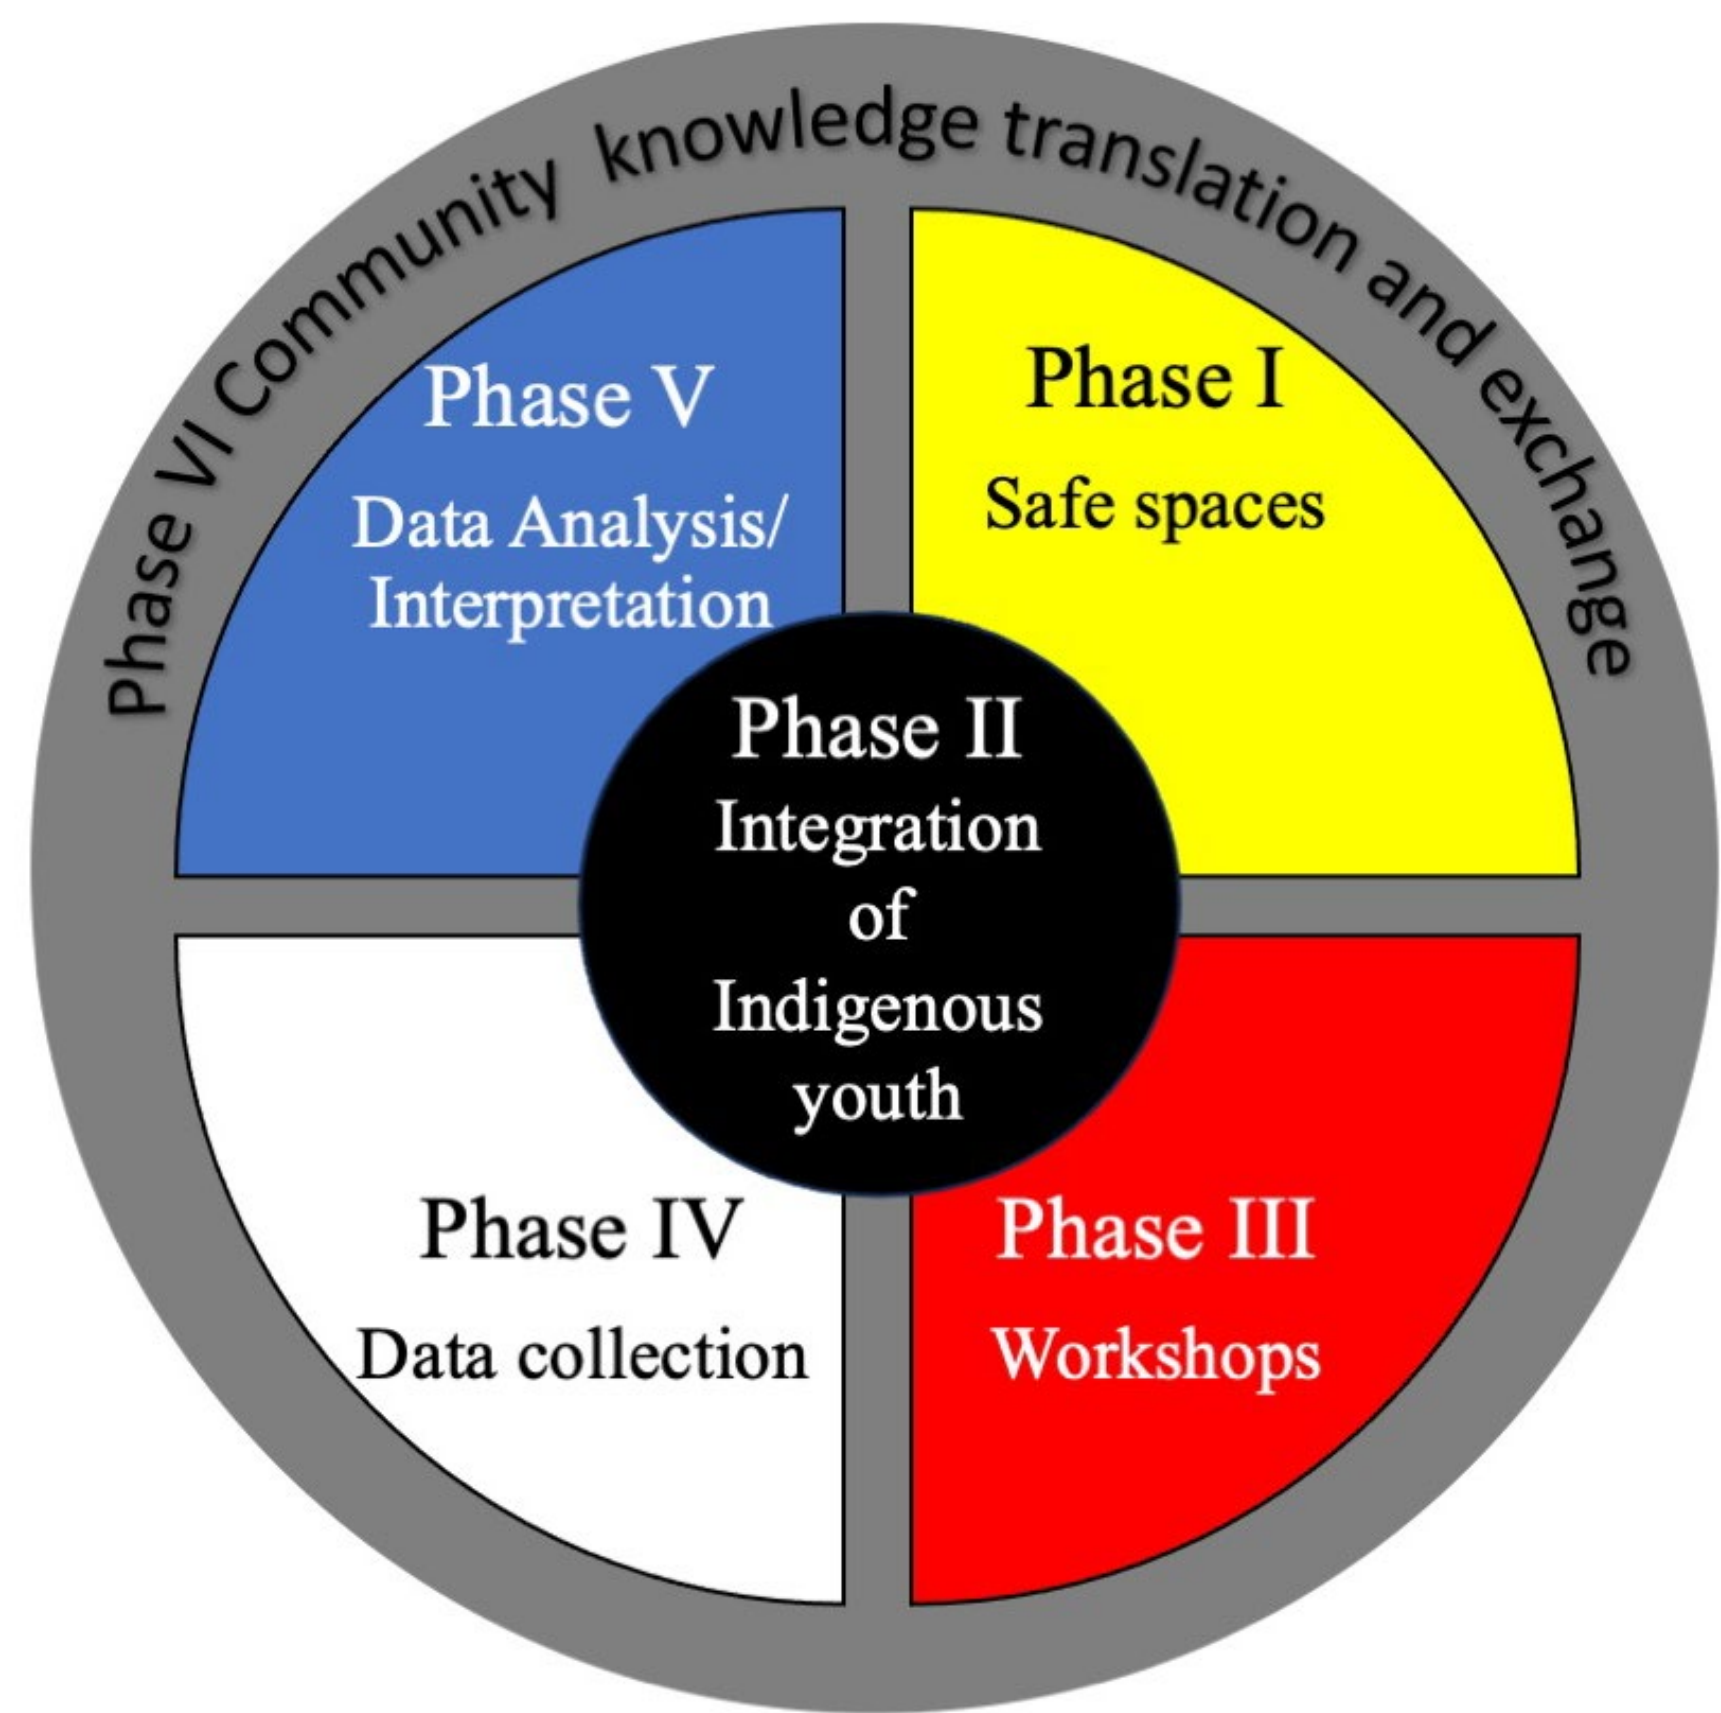 Phase VI Community knowledge translation and exchange
Phase V
Data Analysis/
Interpretation
Phase I
Safe spaces
Phase II
Integration
of
Indigenous
youth
Phase IV
Data collection
Phase III
Workshops